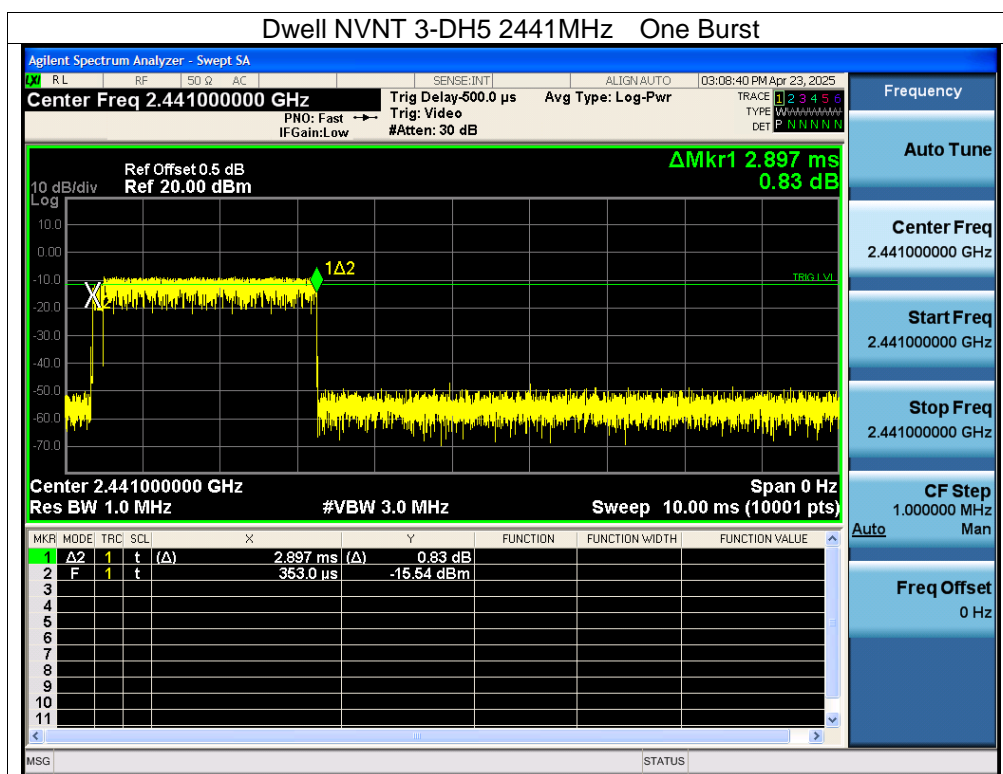 Dwell NVNT 3-DH5 2441MHz One Burst
Agilent Spectrum Analyzer - Swept SA
LXI RL RF 50 Ω AC SENSE:INT ALIGN AUTO 03:08:40 PM Apr 23, 2025
Center Freq 2.441000000 GHz
PNO: Fast
IFGain:Low
Trig Delay-500.0 µs
Trig: Video
#Atten: 30 dB
Avg Type: Log-Pwr
TRACE 1 2 3 4 5 6
TYPE WWWWWW
DET P N N N N N
Ref Offset 0.5 dB
Ref 20.00 dBm
10 dB/div
Log
ΔMkr1 2.897 ms
0.83 dB
10.0
0.00
-10.0
-20.0
-30.0
-40.0
-50.0
-60.0
-70.0
1Δ2
TRIG LVL
Center 2.441000000 GHz Span 0 Hz
Res BW 1.0 MHz #VBW 3.0 MHz Sweep 10.00 ms (10001 pts)
MKR MODE TRC SCL X Y FUNCTION FUNCTION WIDTH FUNCTION VALUE
1 Δ2 1 t (Δ) 2.897 ms (Δ) 0.83 dB
2 F 1 t 353.0 µs -15.54 dBm
3
4
5
6
7
8
9
10
11
MSG STATUS
Frequency
Auto Tune
Center Freq
2.441000000 GHz
Start Freq
2.441000000 GHz
Stop Freq
2.441000000 GHz
CF Step
1.000000 MHz
Auto Man
Freq Offset
0 Hz